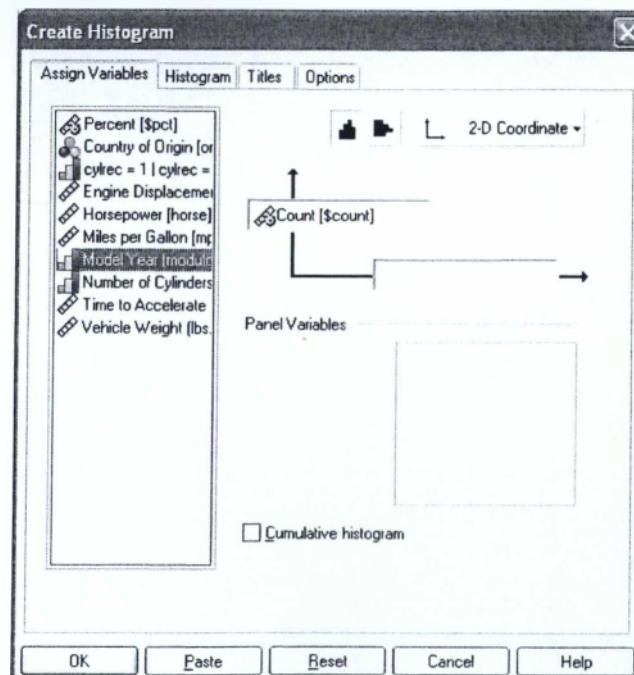 Create Histogram
Assign Variables
Histogram
Titles
Options
Percent [$pct]
Country of Origin [or
cylrec = 1 | cylrec =
Engine Displacemer
Horsepower [horse]
Miles per Gallon [mp
Model Year [modulo
Number of Cylinders
Time to Accelerate
Vehicle Weight (lbs.
2-D Coordinate
Count [$count]
Panel Variables
Cumulative histogram
OK
Paste
Reset
Cancel
Help